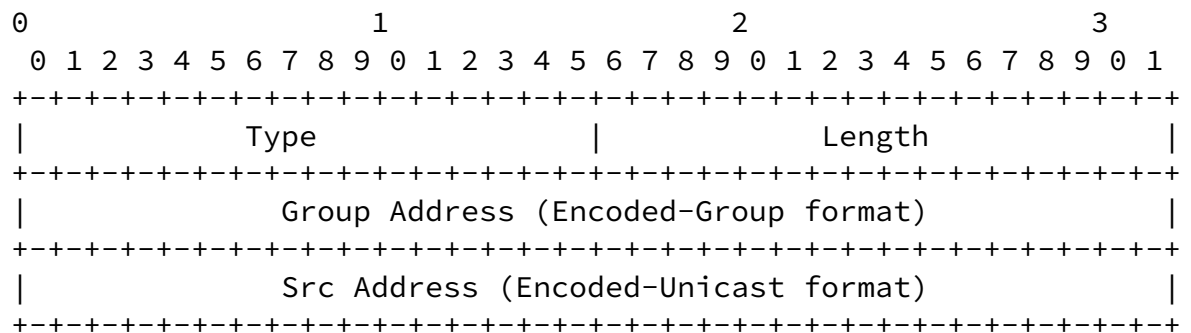 0                   1                   2                   3
 0 1 2 3 4 5 6 7 8 9 0 1 2 3 4 5 6 7 8 9 0 1 2 3 4 5 6 7 8 9 0 1
+-+-+-+-+-+-+-+-+-+-+-+-+-+-+-+-+-+-+-+-+-+-+-+-+-+-+-+-+-+-+-+-+
|            Type               |            Length             |
+-+-+-+-+-+-+-+-+-+-+-+-+-+-+-+-+-+-+-+-+-+-+-+-+-+-+-+-+-+-+-+-+
|              Group Address (Encoded-Group format)             |
+-+-+-+-+-+-+-+-+-+-+-+-+-+-+-+-+-+-+-+-+-+-+-+-+-+-+-+-+-+-+-+-+
|              Src Address (Encoded-Unicast format)             |
+-+-+-+-+-+-+-+-+-+-+-+-+-+-+-+-+-+-+-+-+-+-+-+-+-+-+-+-+-+-+-+-+